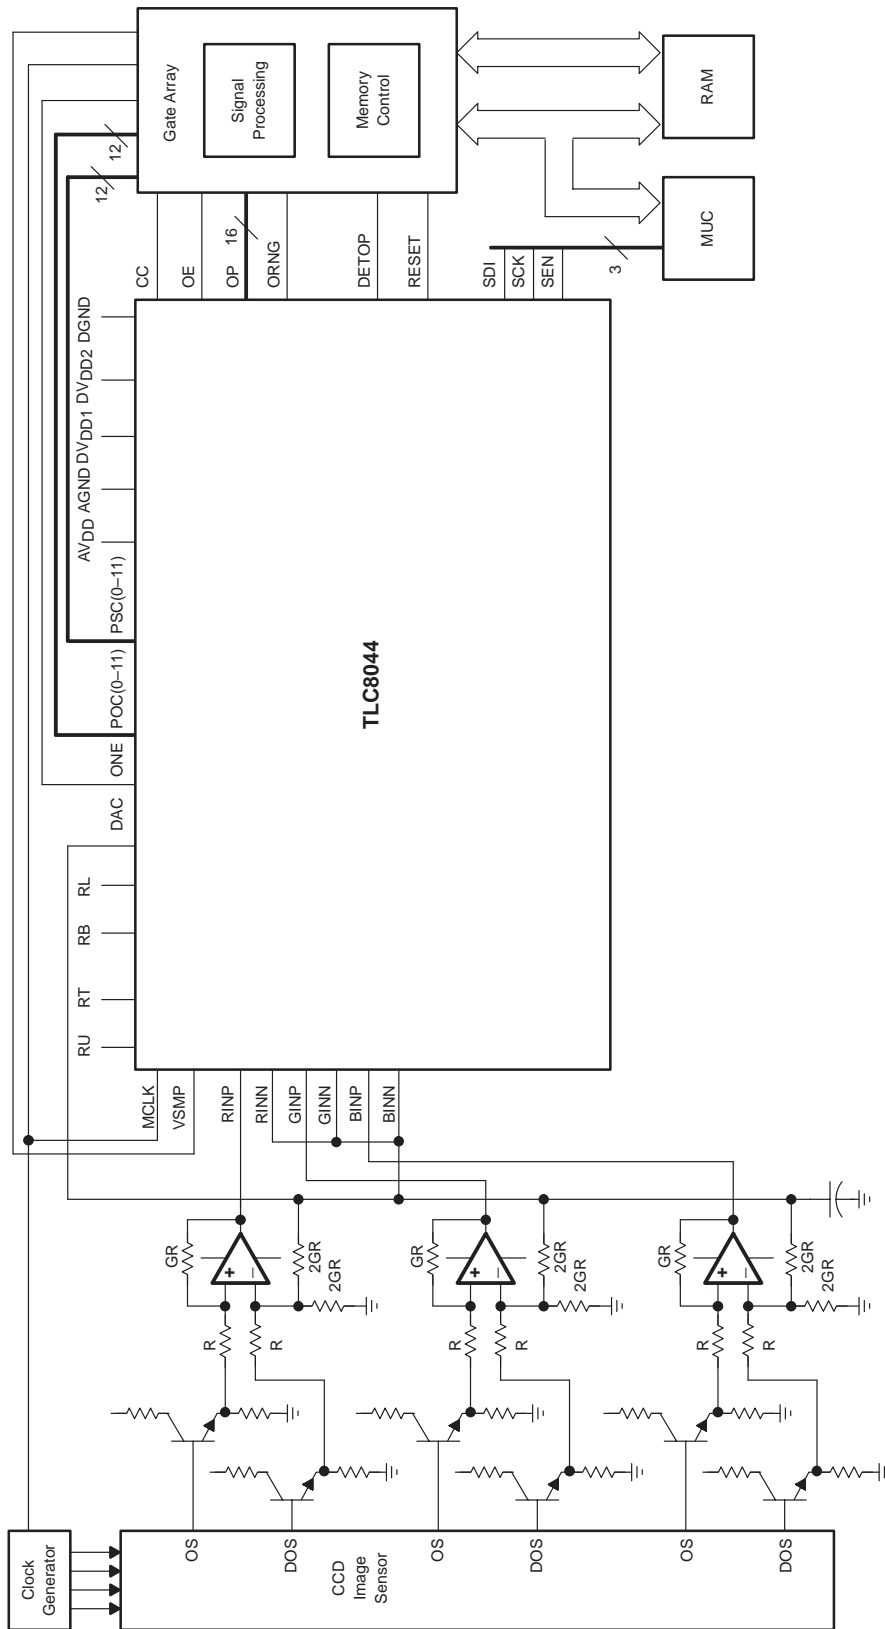 Clock
Generator
CCD
Image
Sensor
OS
DOS
OS
DOS
OS
DOS
R
R
GR
2GR
2GR
R
R
GR
2GR
2GR
R
R
GR
2GR
2GR
+
–
+
–
+
–
MCLK
VSMP
RINP
RINN
GINP
GINN
BINP
BINN
RU
RT
RB
RL
DAC
ONE
POC(0–11)
PSC(0–11)
AVDD
AGND
DVDD1
DVDD2
DGND
TLC8044
CC
OE
OP
ORNG
DETOP
RESET
SDI
SCK
SEN
16
3
12
12
Gate Array
Signal
Processing
Memory
Control
RAM
MUC